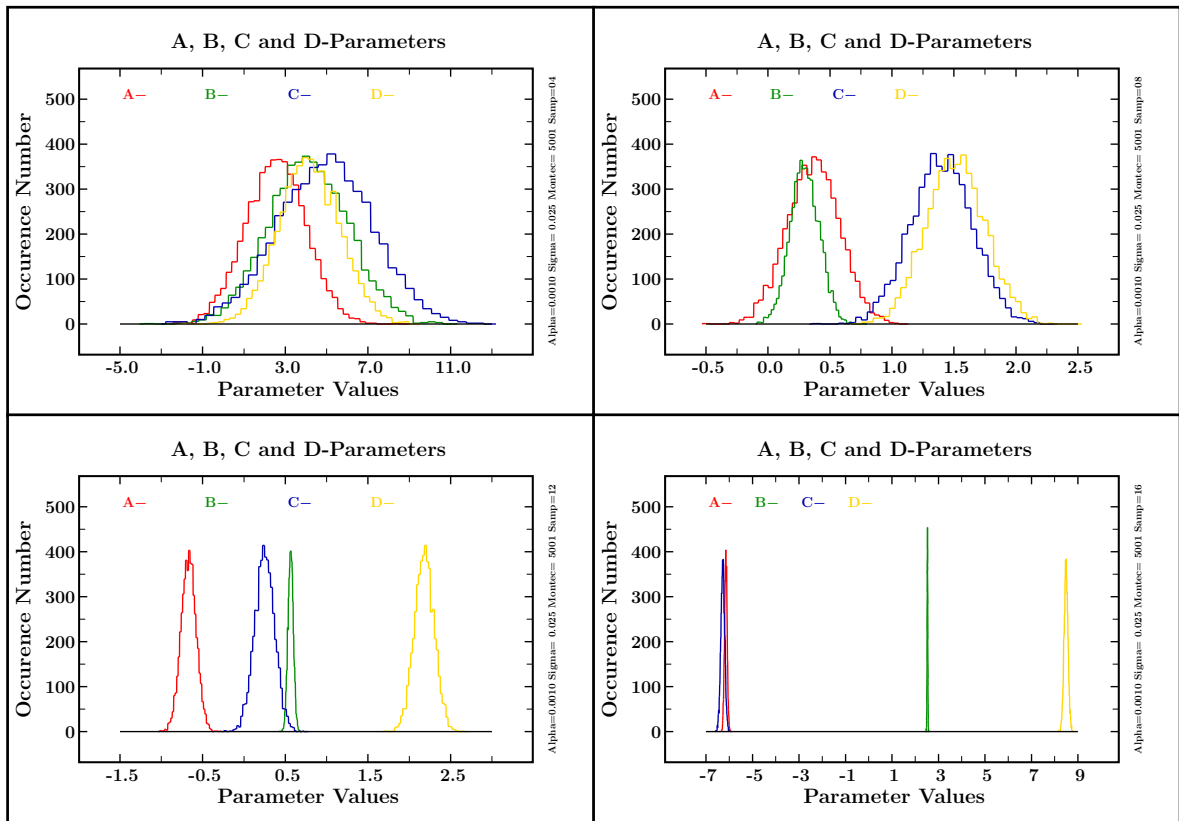 A, B, C and D-Parameters
A– B– C– D–
Occurence Number
500
400
300
200
100
0
-5.0 -1.0 3.0 7.0 11.0
Parameter Values
Alpha=0.0010 Sigma= 0.025 Montec= 5001 Samp=04
A, B, C and D-Parameters
A– B– C– D–
Occurence Number
500
400
300
200
100
0
-0.5 0.0 0.5 1.0 1.5 2.0 2.5
Parameter Values
Alpha=0.0010 Sigma= 0.025 Montec= 5001 Samp=08
A, B, C and D-Parameters
A– B– C– D–
Occurence Number
500
400
300
200
100
0
-1.5 -0.5 0.5 1.5 2.5
Parameter Values
Alpha=0.0010 Sigma= 0.025 Montec= 5001 Samp=12
A, B, C and D-Parameters
A– B– C– D–
Occurence Number
500
400
300
200
100
0
-7 -5 -3 -1 1 3 5 7 9
Parameter Values
Alpha=0.0010 Sigma= 0.025 Montec= 5001 Samp=16